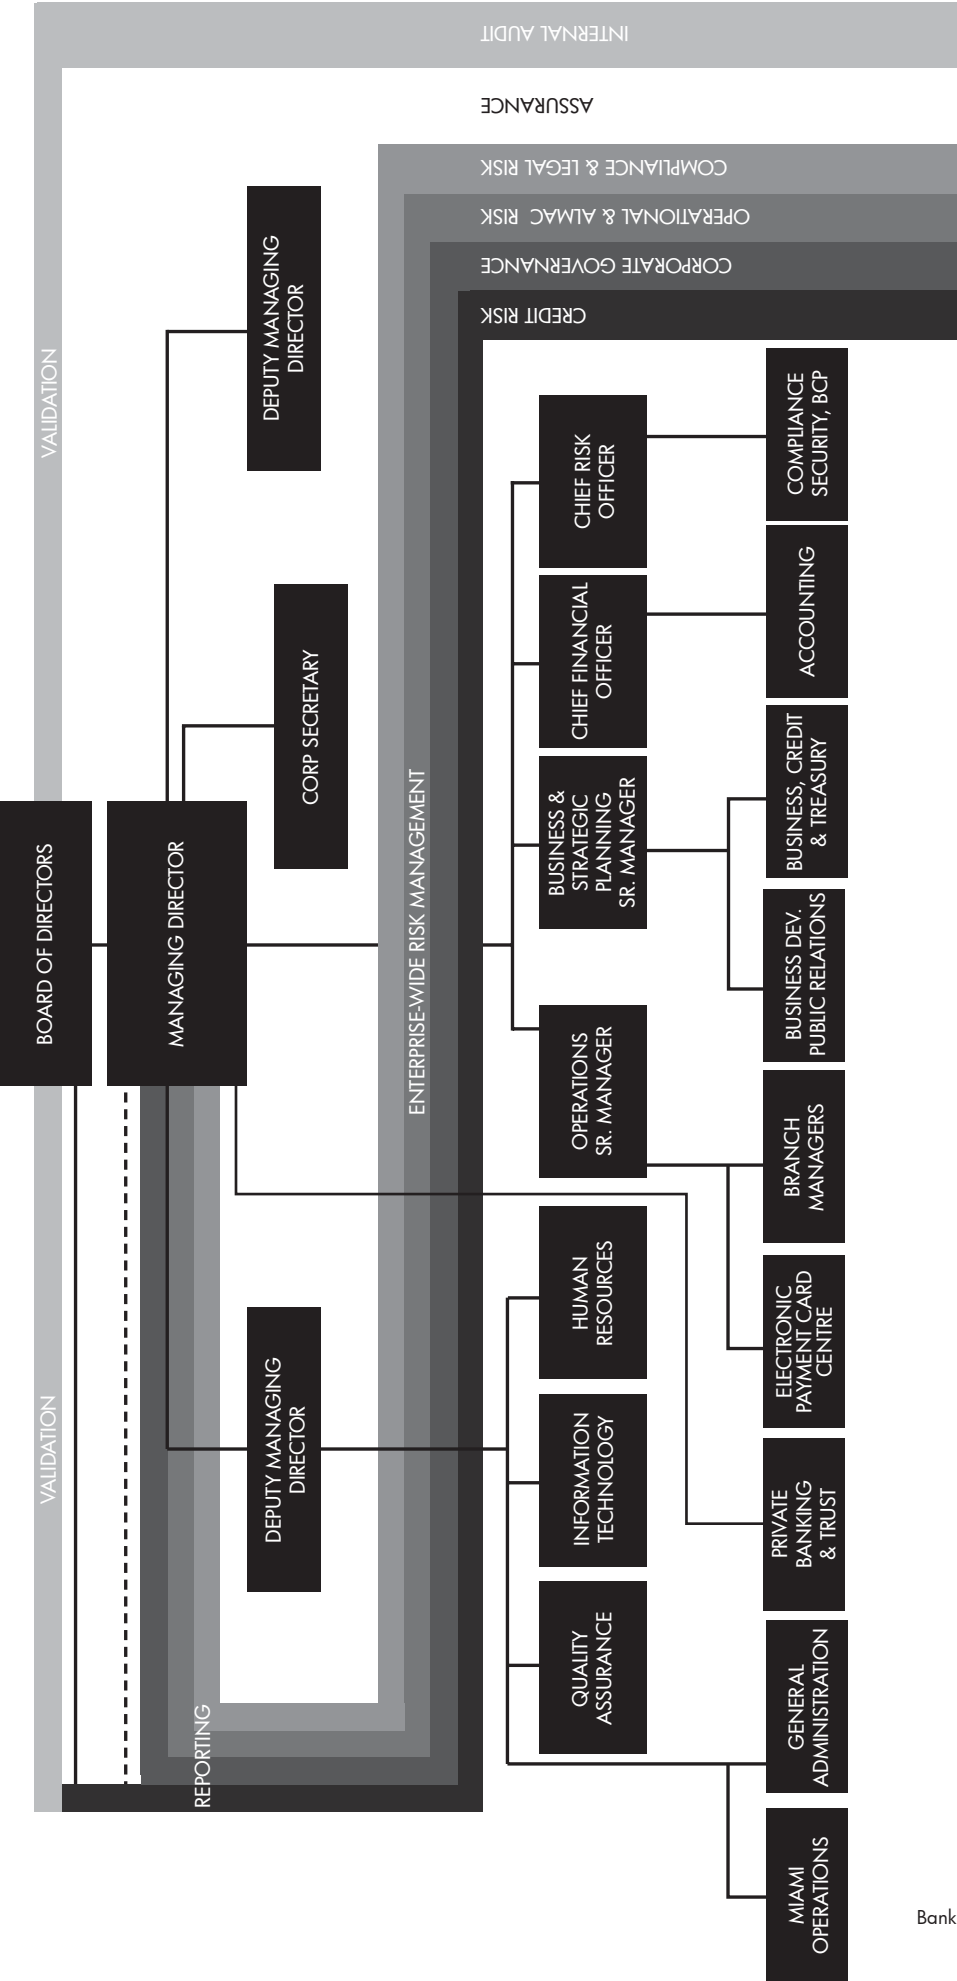 BOARD OF DIRECTORS
VALIDATION
VALIDATION
MANAGING DIRECTOR
REPORTING
DEPUTY MANAGING
DIRECTOR
CORP SECRETARY
DEPUTY MANAGING
DIRECTOR
ENTERPRISE-WIDE RISK MANAGEMENT
INTERNAL AUDIT
ASSURANCE
COMPLIANCE & LEGAL RISK
OPERATIONAL & ALMAC RISK
CORPORATE GOVERNANCE
CREDIT RISK
QUALITY
ASSURANCE
INFORMATION
TECHNOLOGY
HUMAN
RESOURCES
OPERATIONS
SR. MANAGER
BUSINESS &
STRATEGIC
PLANNING
SR. MANAGER
CHIEF FINANCIAL
OFFICER
CHIEF RISK
OFFICER
MIAMI
OPERATIONS
GENERAL
ADMINISTRATION
PRIVATE
BANKING
& TRUST
ELECTRONIC
PAYMENT CARD
CENTRE
BRANCH
MANAGERS
BUSINESS DEV.
PUBLIC RELATIONS
BUSINESS, CREDIT
& TREASURY
ACCOUNTING
COMPLIANCE
SECURITY, BCP
Bank